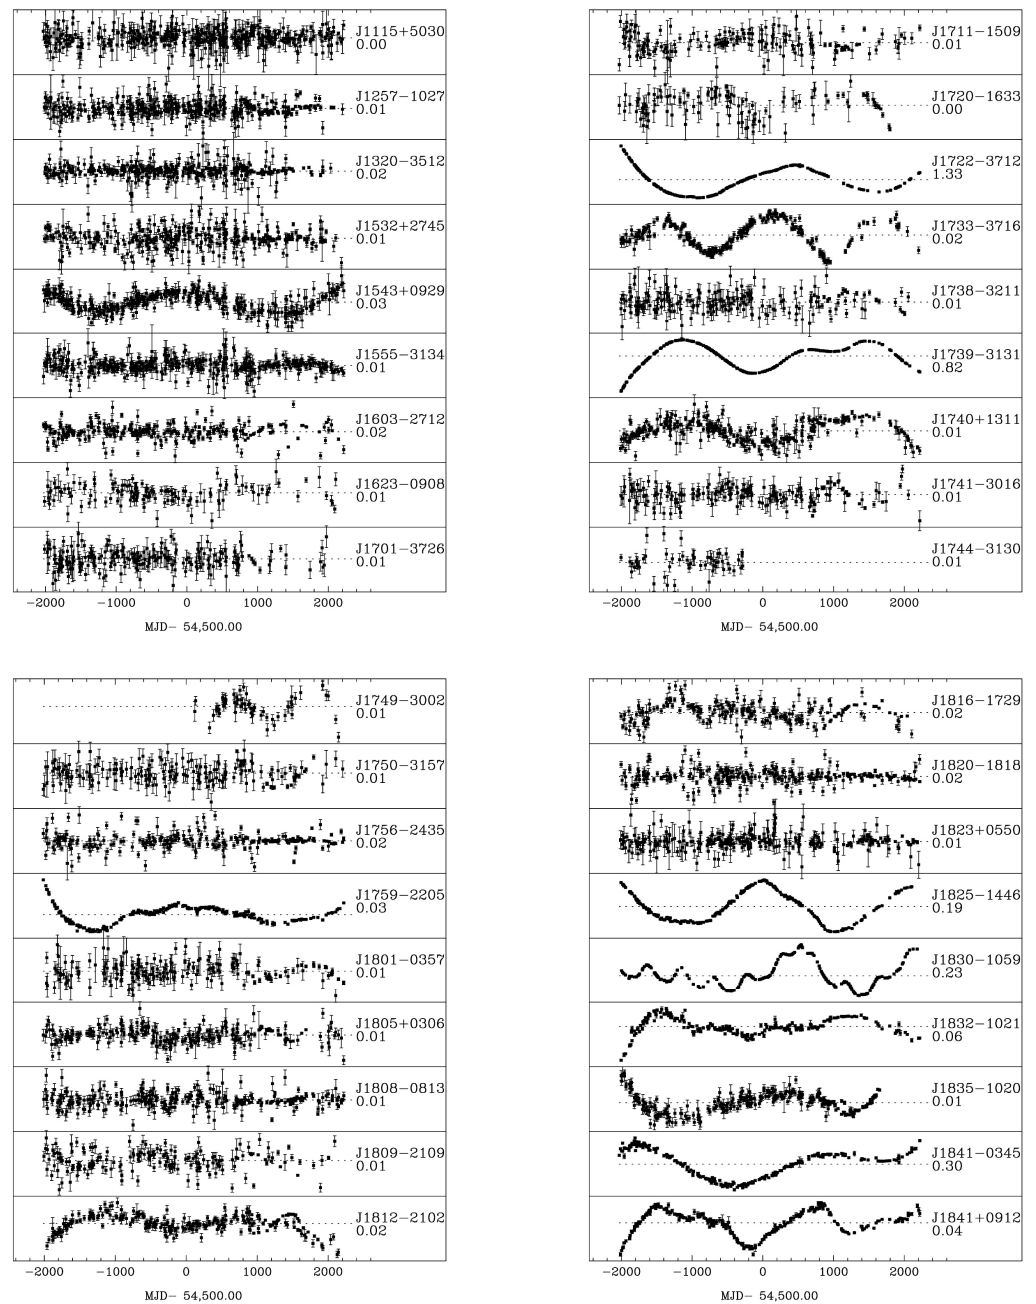 J1115+5030
0.00
J1257−1027
0.01
J1320−3512
0.02
J1532+2745
0.01
J1543+0929
0.03
J1555−3134
0.01
J1603−2712
0.02
J1623−0908
0.01
J1701−3726
0.01
−2000 −1000 0 1000 2000
MJD− 54,500.00
J1711−1509
0.01
J1720−1633
0.00
J1722−3712
1.33
J1733−3716
0.02
J1738−3211
0.01
J1739−3131
0.82
J1740+1311
0.01
J1741−3016
0.01
J1744−3130
0.01
−2000 −1000 0 1000 2000
MJD− 54,500.00
J1749−3002
0.01
J1750−3157
0.01
J1756−2435
0.02
J1759−2205
0.03
J1801−0357
0.01
J1805+0306
0.01
J1808−0813
0.01
J1809−2109
0.01
J1812−2102
0.02
−2000 −1000 0 1000 2000
MJD− 54,500.00
J1816−1729
0.02
J1820−1818
0.02
J1823+0550
0.01
J1825−1446
0.19
J1830−1059
0.23
J1832−1021
0.06
J1835−1020
0.01
J1841−0345
0.30
J1841+0912
0.04
−2000 −1000 0 1000 2000
MJD− 54,500.00